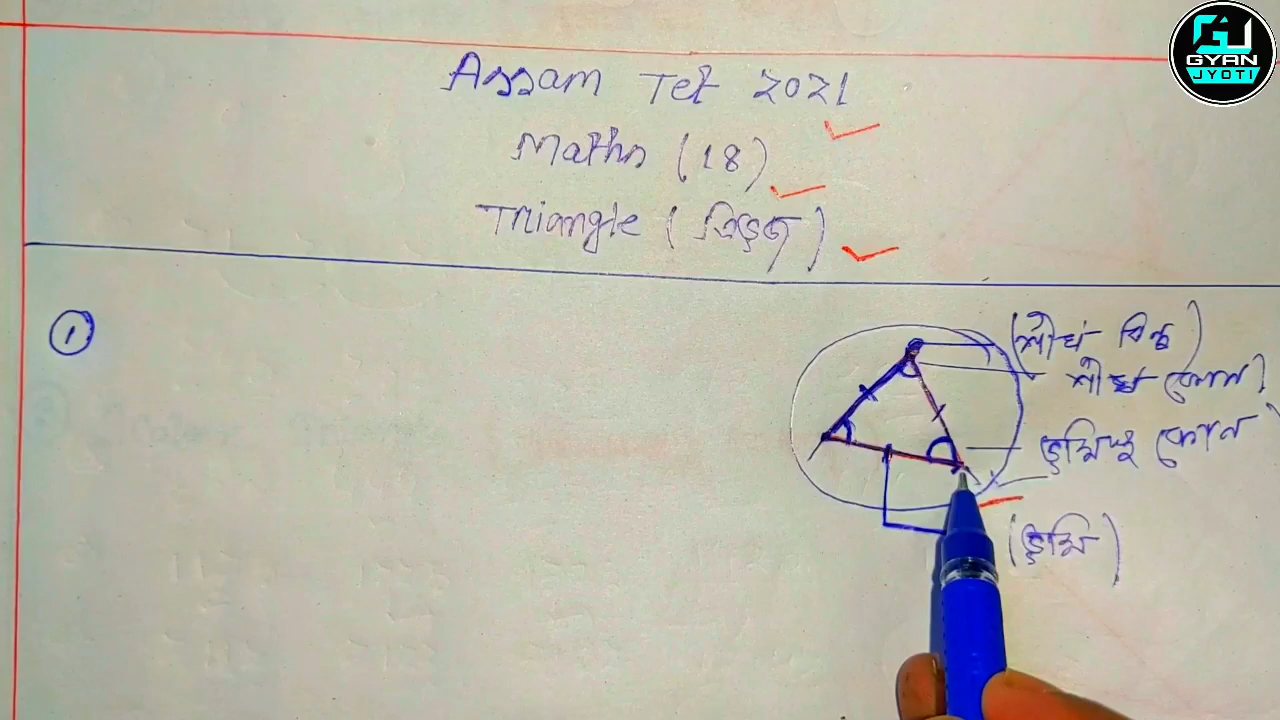 GYAN
JYOTI
Assam Tet 2021
Maths (18)
Triangle (ত্রিভুজ)
1
(শীৰ্ষ বিন্দু)
শীৰ্ষ কোন)
ভূমিস্থ কোন
(ভূমি)